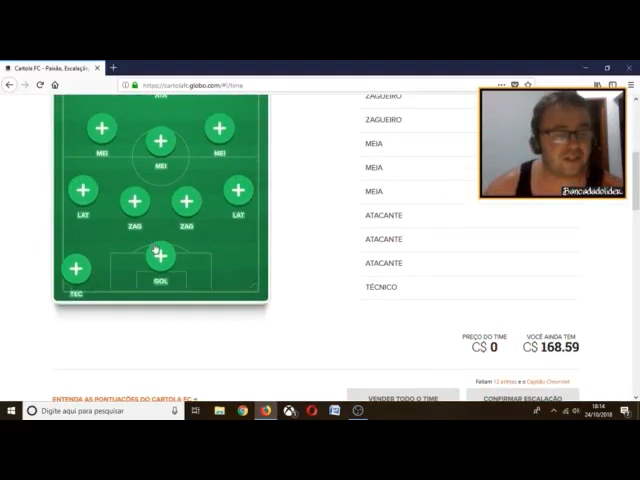 Cartola FC - Paixão, Escalação,
https://cartolafc.globo.com/#!/time
ATA
MEI
MEI
MEI
LAT
ZAG
ZAG
LAT
GOL
TEC
ZAGUEIRO
ZAGUEIRO
MEIA
MEIA
MEIA
ATACANTE
ATACANTE
ATACANTE
TÉCNICO
Bancadadolider
PREÇO DO TIME
C$ 0
VOCÊ AINDA TEM
C$ 168.59
Faltam 12 atletas e o Capitão Chevrolet
ENTENDA AS PONTUAÇÕES DO CARTOLA FC
VENDER TODO O TIME
CONFIRMAR ESCALAÇÃO
Digite aqui para pesquisar
18:14
24/10/2018